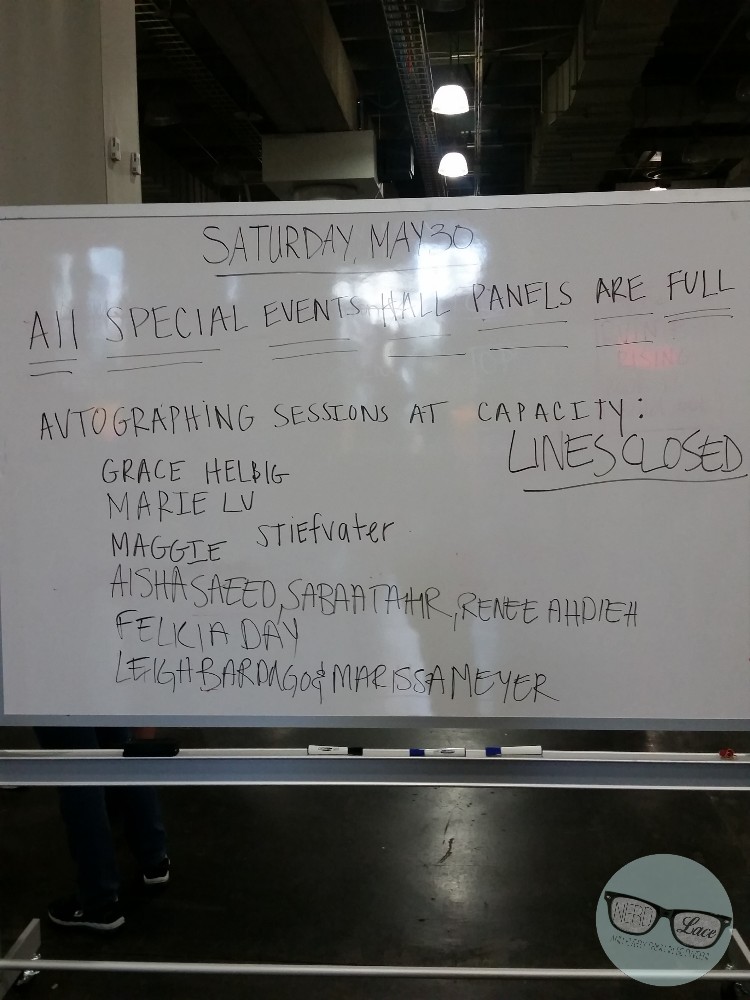 SATURDAY, MAY 30
All SPECIAL EVENTS HALL PANELS ARE FULL
AUTOGRAPHING SESSIONS AT CAPACITY:
LINES CLOSED
GRACE HELBIG
MARIE LU
MAGGIE Stiefvater
AISHA SAEED, SABAA TAHIR, RENEE AHDIEH
FELICIA DAY
LEIGH BARDUGO & MARISSA MEYER
NERD Lace